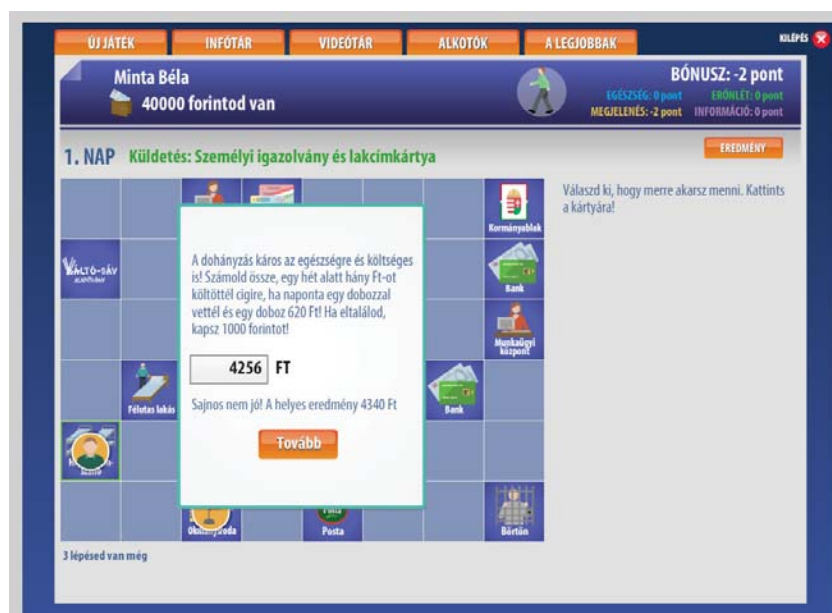 ÚJ JÁTÉK INFÓTÁR VIDEÓTÁR ALKOTÓK A LEGJOBBAK KILÉPÉS
Minta Béla
40000 forintod van
BÓNUSZ: -2 pont
EGÉSZSÉG: 0 pont ERŐNLÉT: 0 pont
MEGJELENÉS: -2 pont INFORMÁCIÓ: 0 pont
1. NAP Küldetés: Személyi igazolvány és lakcímkártya
EREDMÉNY
Válaszd ki, hogy merre akarsz menni. Kattints
a kártyára!
Kormányablak
VÁLTÓ-SÁV
ALAPÍTVÁNY
Bank
Munkaügyi
központ
A dohányzás káros az egészségre és költséges
is! Számold össze, egy hét alatt hány Ft-ot
költöttél cigire, ha naponta egy dobozzal
vettél és egy doboz 620 Ft! Ha eltalálod,
kapsz 1000 forintot!
4256 FT
Sajnos nem jó! A helyes eredmény 4340 Ft
Tovább
Félutas lakás
Bank
Posta
Posta
Börtön
3 lépésed van még